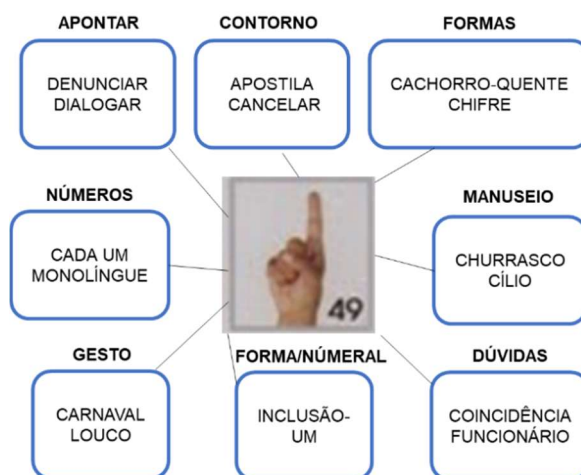 APONTAR
DENUNCIAR
DIALOGAR
CONTORNO
APOSTILA
CANCELAR
FORMAS
CACHORRO-QUENTE
CHIFRE
NÚMEROS
CADA UM
MONOLÍNGUE
49
MANUSEIO
CHURRASCO
CÍLIO
GESTO
CARNAVAL
LOUCO
FORMA/NÚMERAL
INCLUSÃO-
UM
DÚVIDAS
COINCIDÊNCIA
FUNCIONÁRIO